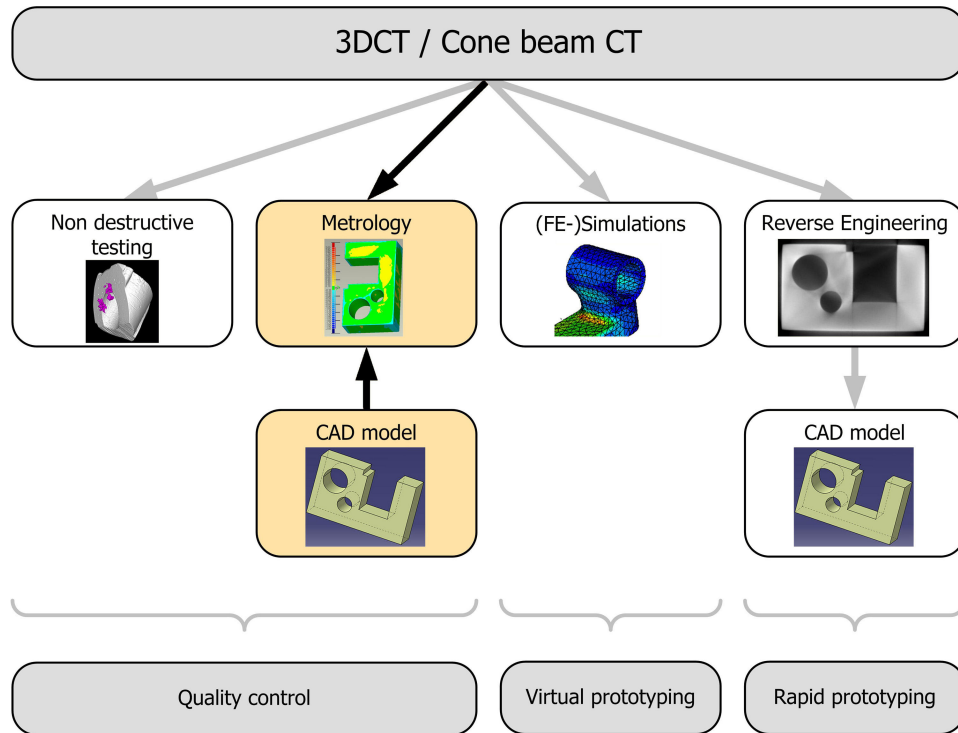 3DCT / Cone beam CT
Non destructive
testing
Metrology
(FE-)Simulations
Reverse Engineering
CAD model
CAD model
Quality control
Virtual prototyping
Rapid prototyping